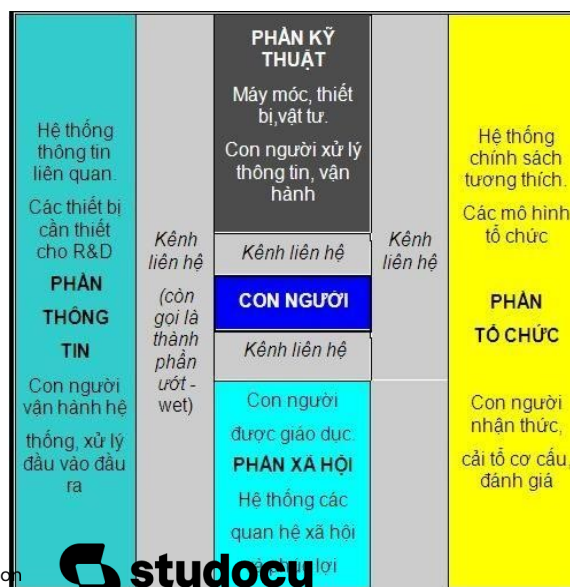 Hệ thống
thông tin
liên quan.
Các thiết bị
cần thiết
cho R&D
PHẦN
THÔNG
TIN
Con người
vận hành hệ
thống, xử lý
đầu vào đầu
ra
Kênh
liên hệ
(còn
gọi là
thành
phần
ướt -
wet)
PHẦN KỸ
THUẬT
Máy móc, thiết
bị,vật tư.
Con người xử lý
thông tin, vận
hành
Kênh liên hệ
CON NGƯỜI
Kênh liên hệ
Con người
được giáo dục.
PHẦN XÃ HỘI
Hệ thống các
quan hệ xã hội
lợi
Kênh
liên hệ
Hệ thống
chính sách
tương thích.
Các mô hình
tổ chức
PHẦN
TỔ CHỨC
Con người
nhận thức,
cải tổ cơ cấu,
đánh giá
on
studocu